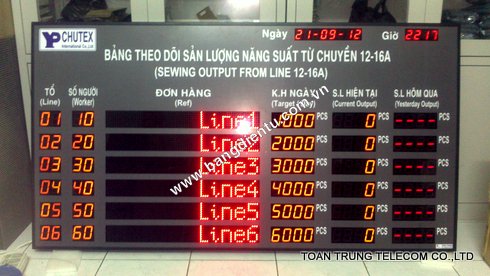 CHUTEX
International Co.,Ltd
Ngày 21-09-12 Giờ 2217
BẢNG THEO DÕI SẢN LƯỢNG NĂNG SUẤT TỪ CHUYỀN 12-16A
(SEWING OUTPUT FROM LINE 12-16A)
TỔ SỐ NGƯỜI ĐƠN HÀNG K.H NGÀY S.L HIỆN TẠI S.L HÔM QUA
(Line) (Worker) (Ref) (Target /Day) (Current Output) (Yesterday Output)
01 10 Line1 1000 PCS 0 PCS ---- PCS
02 20 Line2 2000 PCS 0 PCS ---- PCS
03 30 Line3 3000 PCS 0 PCS ---- PCS
04 40 Line4 4000 PCS 0 PCS ---- PCS
05 50 Line5 5000 PCS 0 PCS ---- PCS
06 60 Line6 6000 PCS 0 PCS ---- PCS
www.bangdientu.com.vn
TOAN TRUNG TELECOM CO.,LTD